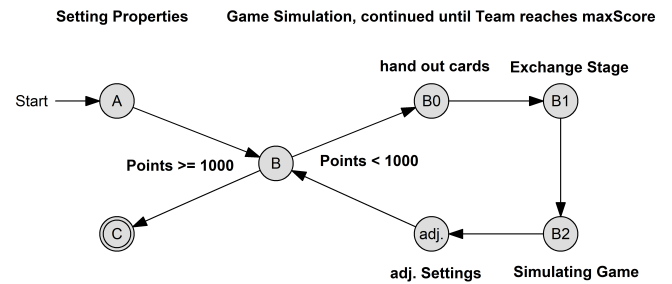 Setting Properties
Game Simulation, continued until Team reaches maxScore
hand out cards
Exchange Stage
Start
A
B0
B1
Points >= 1000
B
Points < 1000
C
adj.
B2
adj. Settings
Simulating Game